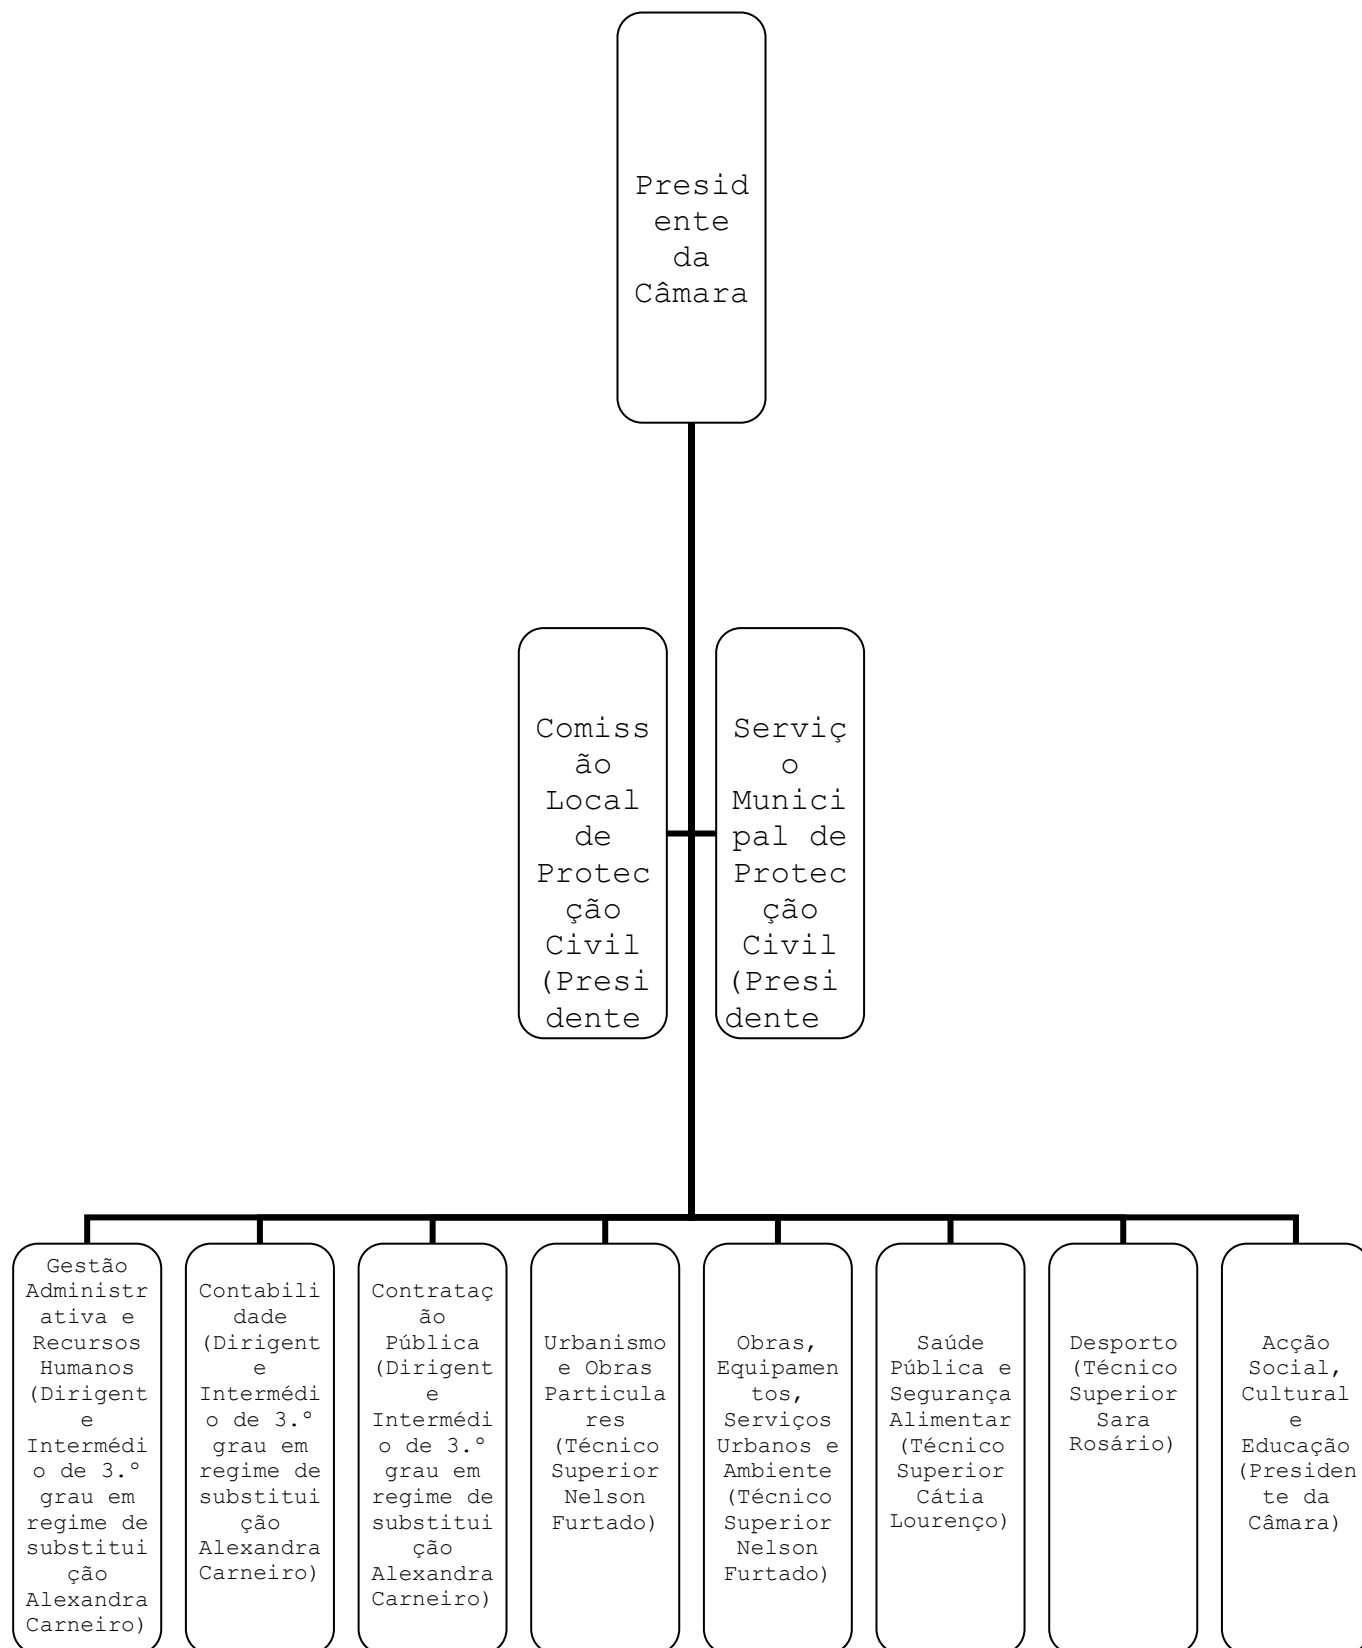 Presid
ente
da
Câmara
Comiss
ão
Local
de
Protec
ção
Civil
(Presi
dente
Serviç
o
Munici
pal de
Protec
ção
Civil
(Presi
dente
Gestão
Administr
ativa e
Recursos
Humanos
(Dirigent
e
Intermédi
o de 3.º
grau em
regime de
substitui
ção
Alexandra
Carneiro)
Contabili
dade
(Dirigent
e
Intermédi
o de 3.º
grau em
regime de
substitui
ção
Alexandra
Carneiro)
Contrataç
ão
Pública
(Dirigent
e
Intermédi
o de 3.º
grau em
regime de
substitui
ção
Alexandra
Carneiro)
Urbanismo
e Obras
Particula
res
(Técnico
Superior
Nelson
Furtado)
Obras,
Equipamen
tos,
Serviços
Urbanos e
Ambiente
(Técnico
Superior
Nelson
Furtado)
Saúde
Pública e
Segurança
Alimentar
(Técnico
Superior
Cátia
Lourenço)
Desporto
(Técnico
Superior
Sara
Rosário)
Acção
Social,
Cultural
e
Educação
(Presiden
te da
Câmara)